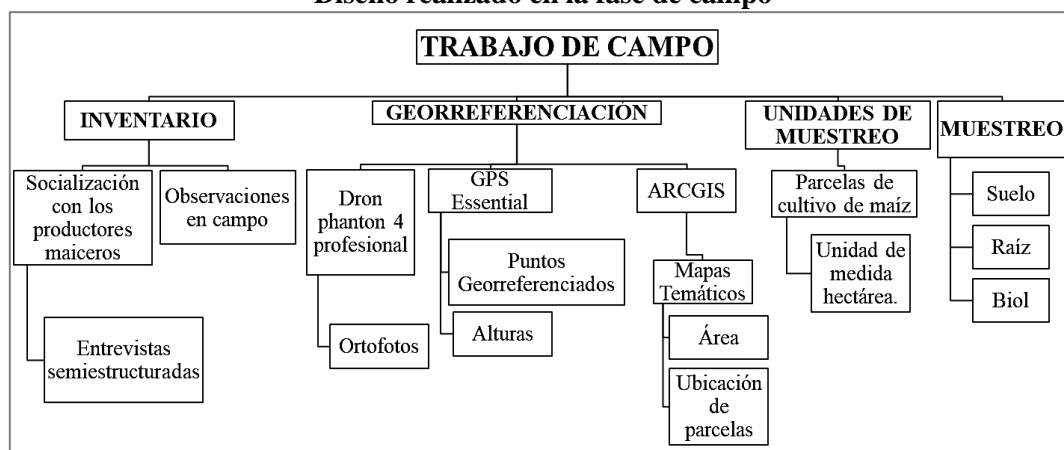 Diseño realizado en la fase de campo
TRABAJO DE CAMPO
INVENTARIO
Socialización
con los
productores
maiceros
Entrevistas
semiestructuradas
Observaciones
en campo
GEORREFERENCIACIÓN
Dron
phanton 4
profesional
Ortofotos
GPS
Essential
Puntos
Georreferenciados
Alturas
ARCGIS
Mapas
Temáticos
Área
Ubicación
de
parcelas
UNIDADES DE
MUESTREO
Parcelas de
cultivo de maíz
Unidad de
medida
hectárea.
MUESTREO
Suelo
Raíz
Biol